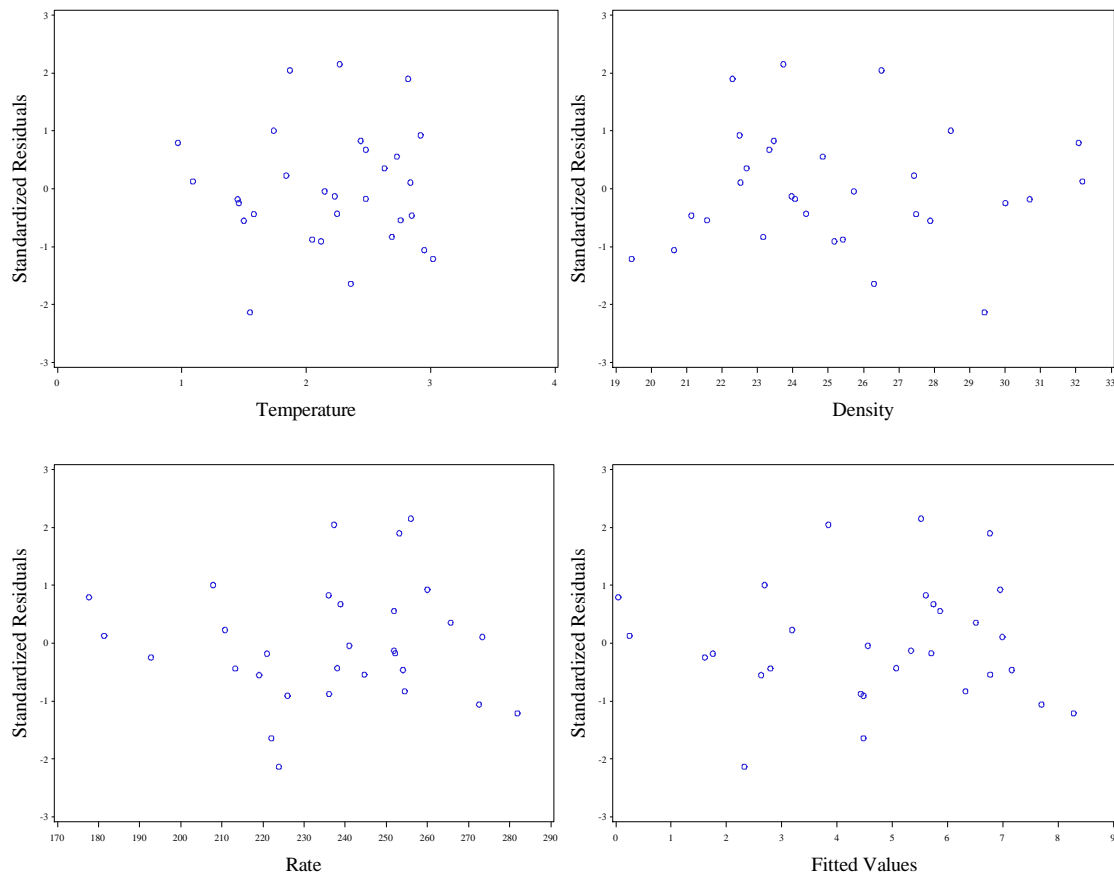 3
2
1
0
-1
-2
-3
Standardized Residuals
0 1 2 3 4
Temperature
3
2
1
0
-1
-2
-3
Standardized Residuals
19 20 21 22 23 24 25 26 27 28 29 30 31 32 33
Density
3
2
1
0
-1
-2
-3
Standardized Residuals
170 180 190 200 210 220 230 240 250 260 270 280 290
Rate
3
2
1
0
-1
-2
-3
Standardized Residuals
0 1 2 3 4 5 6 7 8 9
Fitted Values